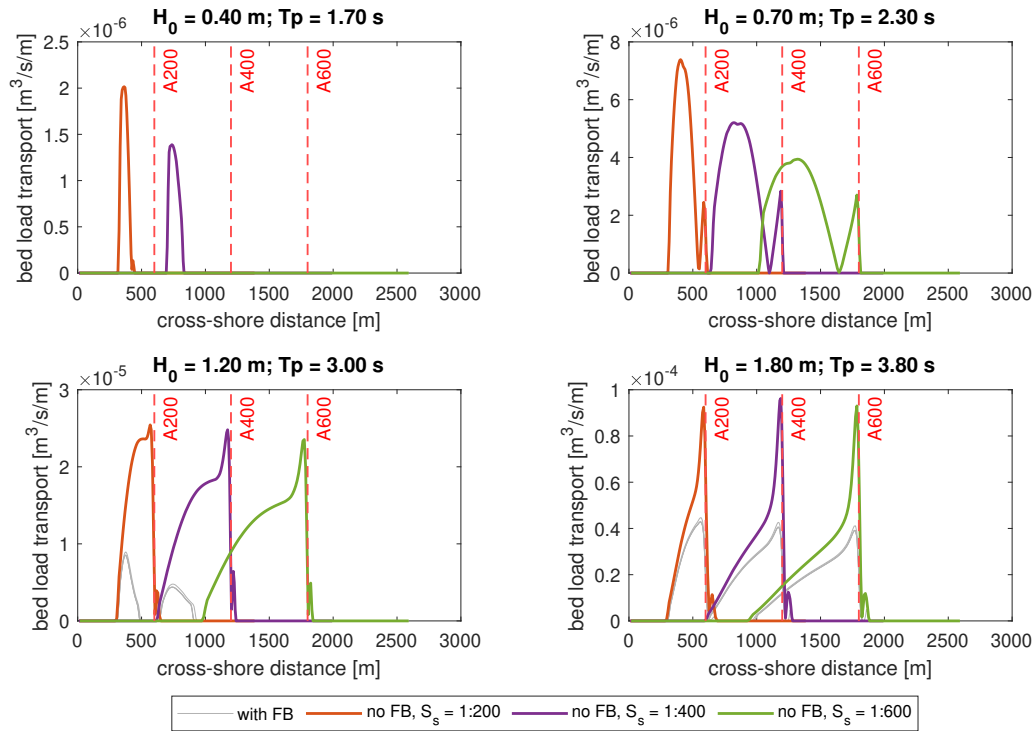 H_0 = 0.40 m; Tp = 1.70 s
×10^-6
2.5
2
1.5
1
0.5
0
bed load transport [m^3/s/m]
A200
A400
A600
0 500 1000 1500 2000 2500 3000
cross-shore distance [m]
H_0 = 0.70 m; Tp = 2.30 s
×10^-6
8
6
4
2
0
bed load transport [m^3/s/m]
A200
A400
A600
0 500 1000 1500 2000 2500 3000
cross-shore distance [m]
H_0 = 1.20 m; Tp = 3.00 s
×10^-5
3
2
1
0
bed load transport [m^3/s/m]
A200
A400
A600
0 500 1000 1500 2000 2500 3000
cross-shore distance [m]
H_0 = 1.80 m; Tp = 3.80 s
×10^-4
1
0.8
0.6
0.4
0.2
0
bed load transport [m^3/s/m]
A200
A400
A600
0 500 1000 1500 2000 2500 3000
cross-shore distance [m]
with FB no FB, S_s = 1:200 no FB, S_s = 1:400 no FB, S_s = 1:600